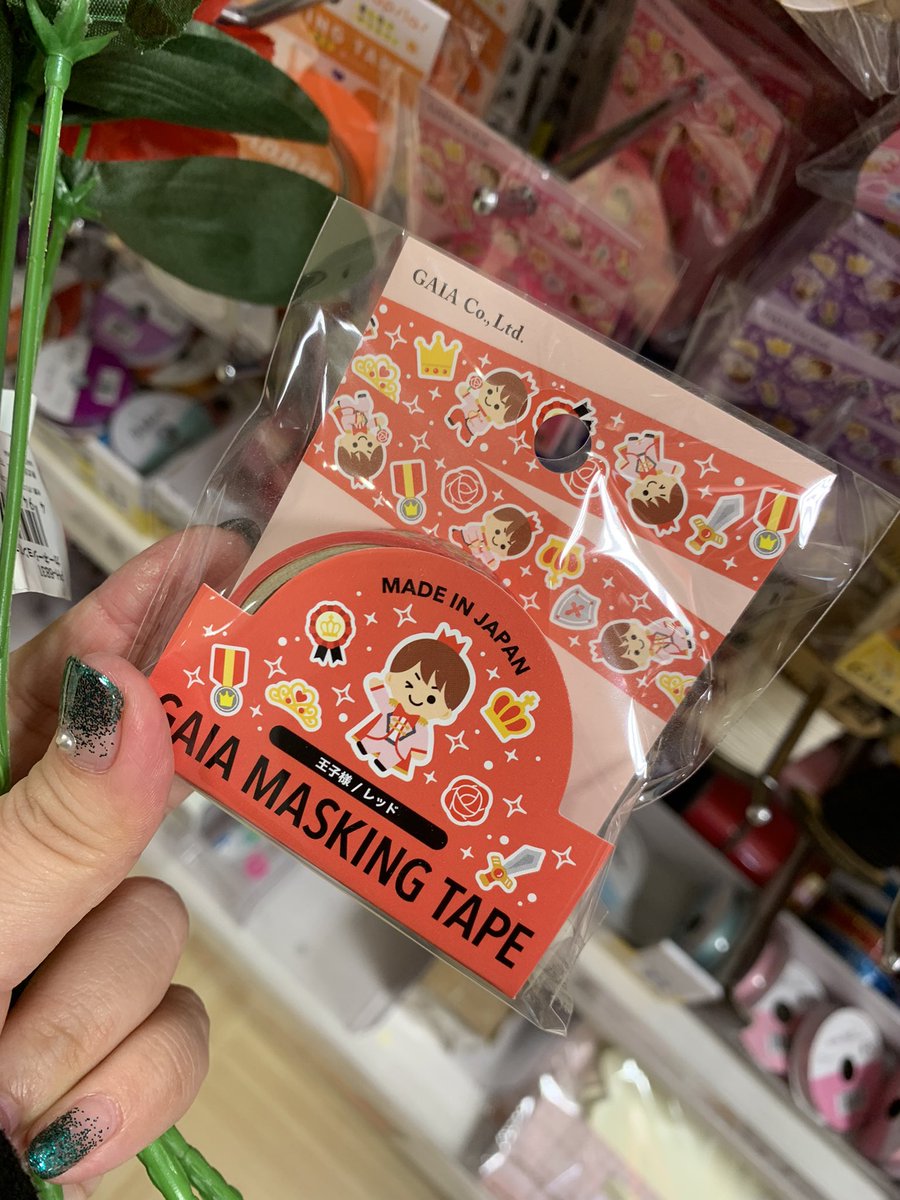 GAIA Co., Ltd.
MADE IN JAPAN
王子様 / レッド
GAIA MASKING TAPE